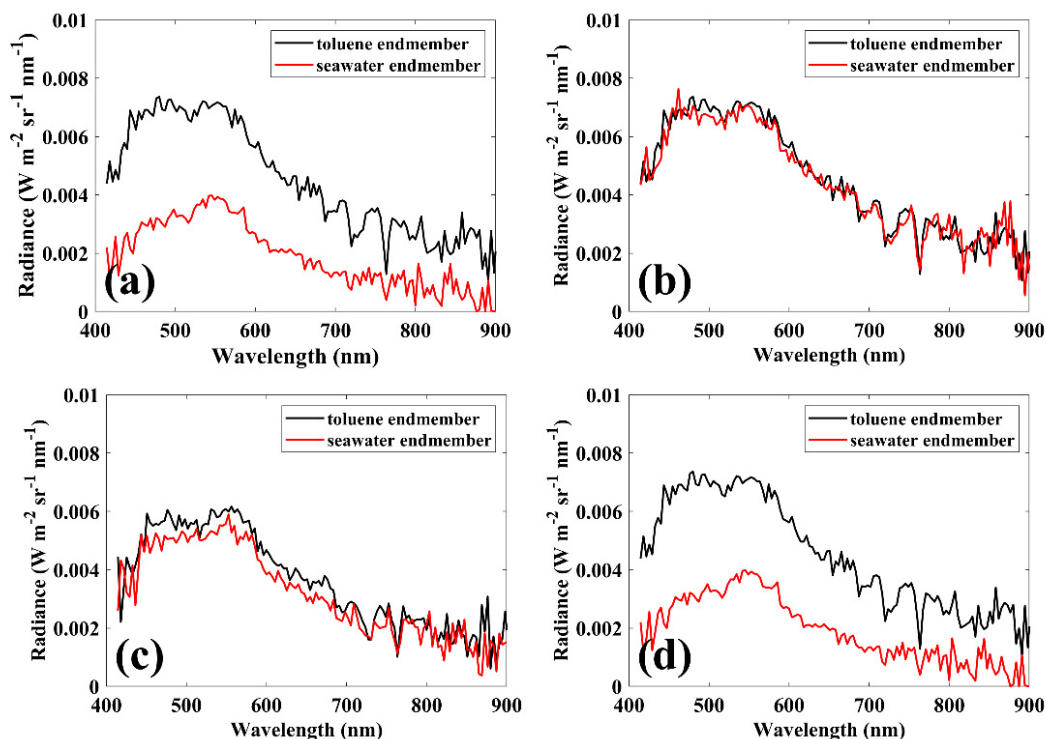 0.01
0.008
0.006
0.004
0.002
0
Radiance (W m-2 sr-1 nm-1)
toluene endmember
seawater endmember
(a)
400 500 600 700 800 900
Wavelength (nm)
0.01
0.008
0.006
0.004
0.002
0
Radiance (W m-2 sr-1 nm-1)
toluene endmember
seawater endmember
(b)
400 500 600 700 800 900
Wavelength (nm)
0.01
0.008
0.006
0.004
0.002
0
Radiance (W m-2 sr-1 nm-1)
toluene endmember
seawater endmember
(c)
400 500 600 700 800 900
Wavelength (nm)
0.01
0.008
0.006
0.004
0.002
0
Radiance (W m-2 sr-1 nm-1)
toluene endmember
seawater endmember
(d)
400 500 600 700 800 900
Wavelength (nm)